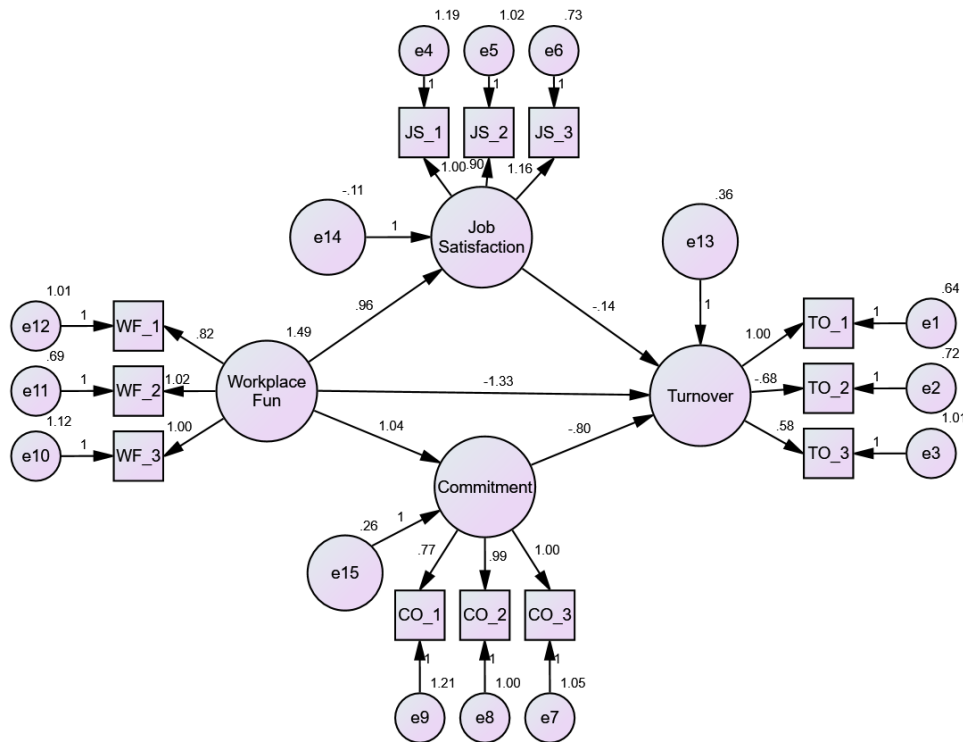 1.19 1.02 .73
e4 e5 e6
1 1 1
JS_1 JS_2 JS_3
1.00 .90 1.16
-.11 .36
e14 1 Job
Satisfaction e13
1.01 .96 -.14 1 .64
e12 1 WF_1 .82 1.49 1.00 TO_1 1 e1
.69 .72
e11 1 WF_2 1.02 Workplace
Fun -1.33 Turnover -.68 TO_2 1 e2
1.12 1.01
e10 1 WF_3 1.00 1.04 -.80 .58 TO_3 1 e3
Commitment
.26 1
e15 .77 .99 1.00
CO_1 CO_2 CO_3
1 1 1
1.21 1.00 1.05
e9 e8 e7